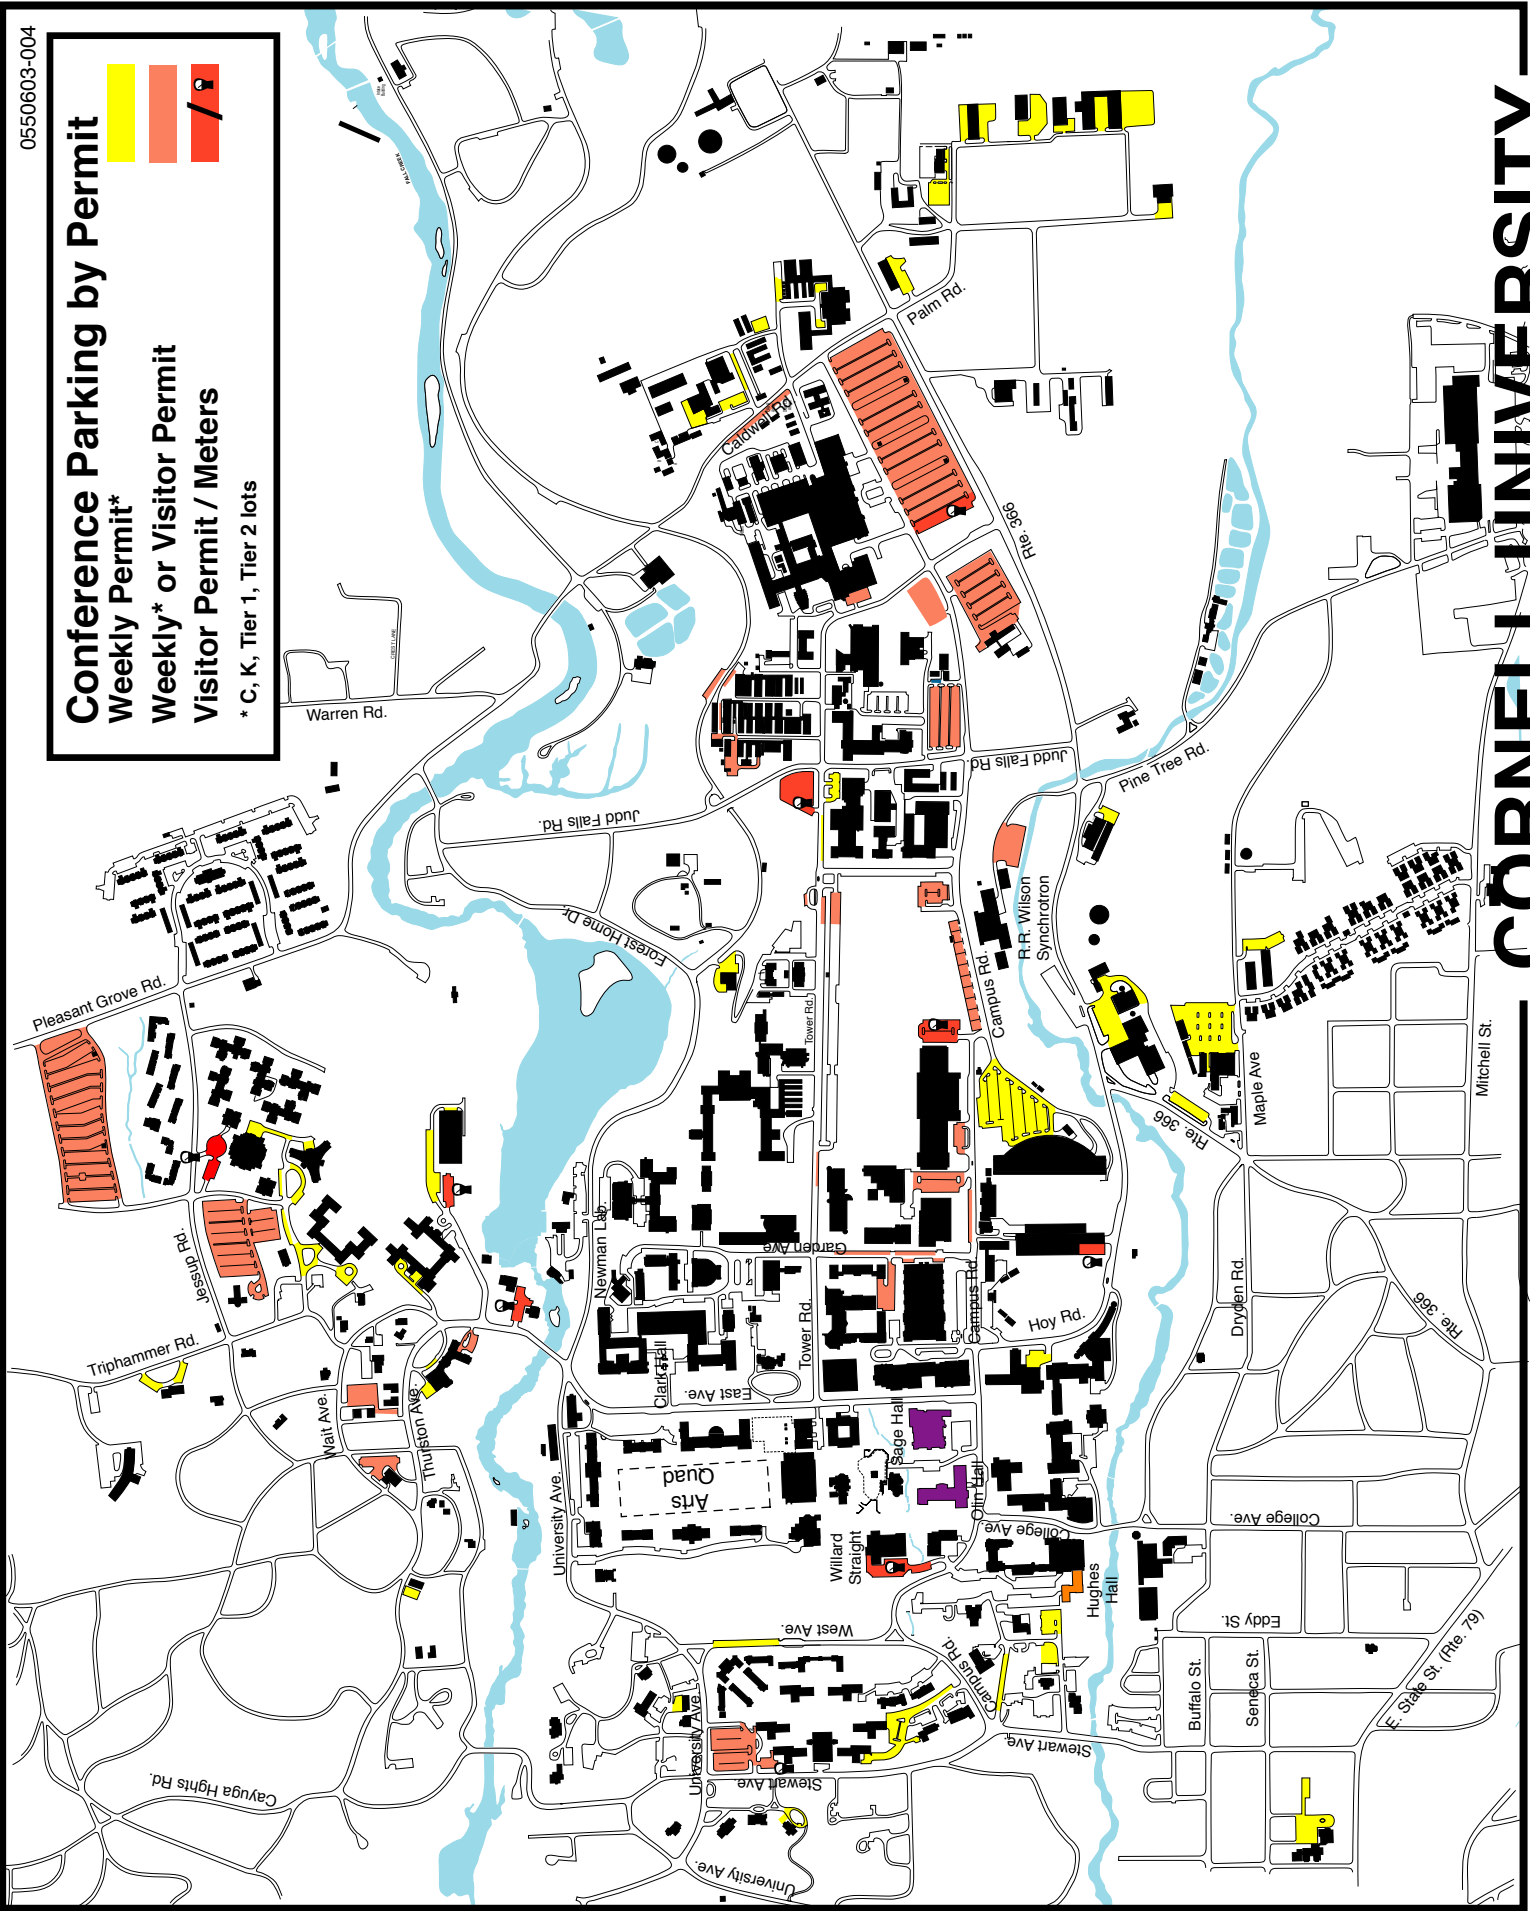 0550603-004
Conference Parking by Permit
Weekly Permit*
Weekly* or Visitor Permit
Visitor Permit / Meters
* C, K, Tier 1, Tier 2 lots
CORNELL UNIVERSITY
FALL CREEK
CREST LANE
Warren Rd.
Palm Rd.
Caldwell Rd
Rte. 366
Judd Falls Rd.
Judd Falls Rd.
Pine Tree Rd.
Forest Home Dr.
Pleasant Grove Rd.
R.R. Wilson
Synchrotron
Campus Rd.
Tower Rd.
Mitchell St.
Maple Ave
Rte. 366
Jessup Rd.
Triphammer Rd.
Newman Lab.
Garden Ave
Campus Rd.
Hoy Rd.
Dryden Rd.
Rte. 366
Tower Rd.
Clark Hall
East Ave.
Wait Ave.
Thurston Ave.
Sage Hall
Olin Hall
Arts
Quad
University Ave.
Willard
Straight
College Ave.
College Ave.
Hughes
Hall
Eddy St.
West Ave.
Campus Rd.
Buffalo St.
Seneca St.
E. State St. (Rte. 79)
University Ave.
Stewart Ave.
Stewart Ave.
Cayuga Hghts Rd.
University Ave.